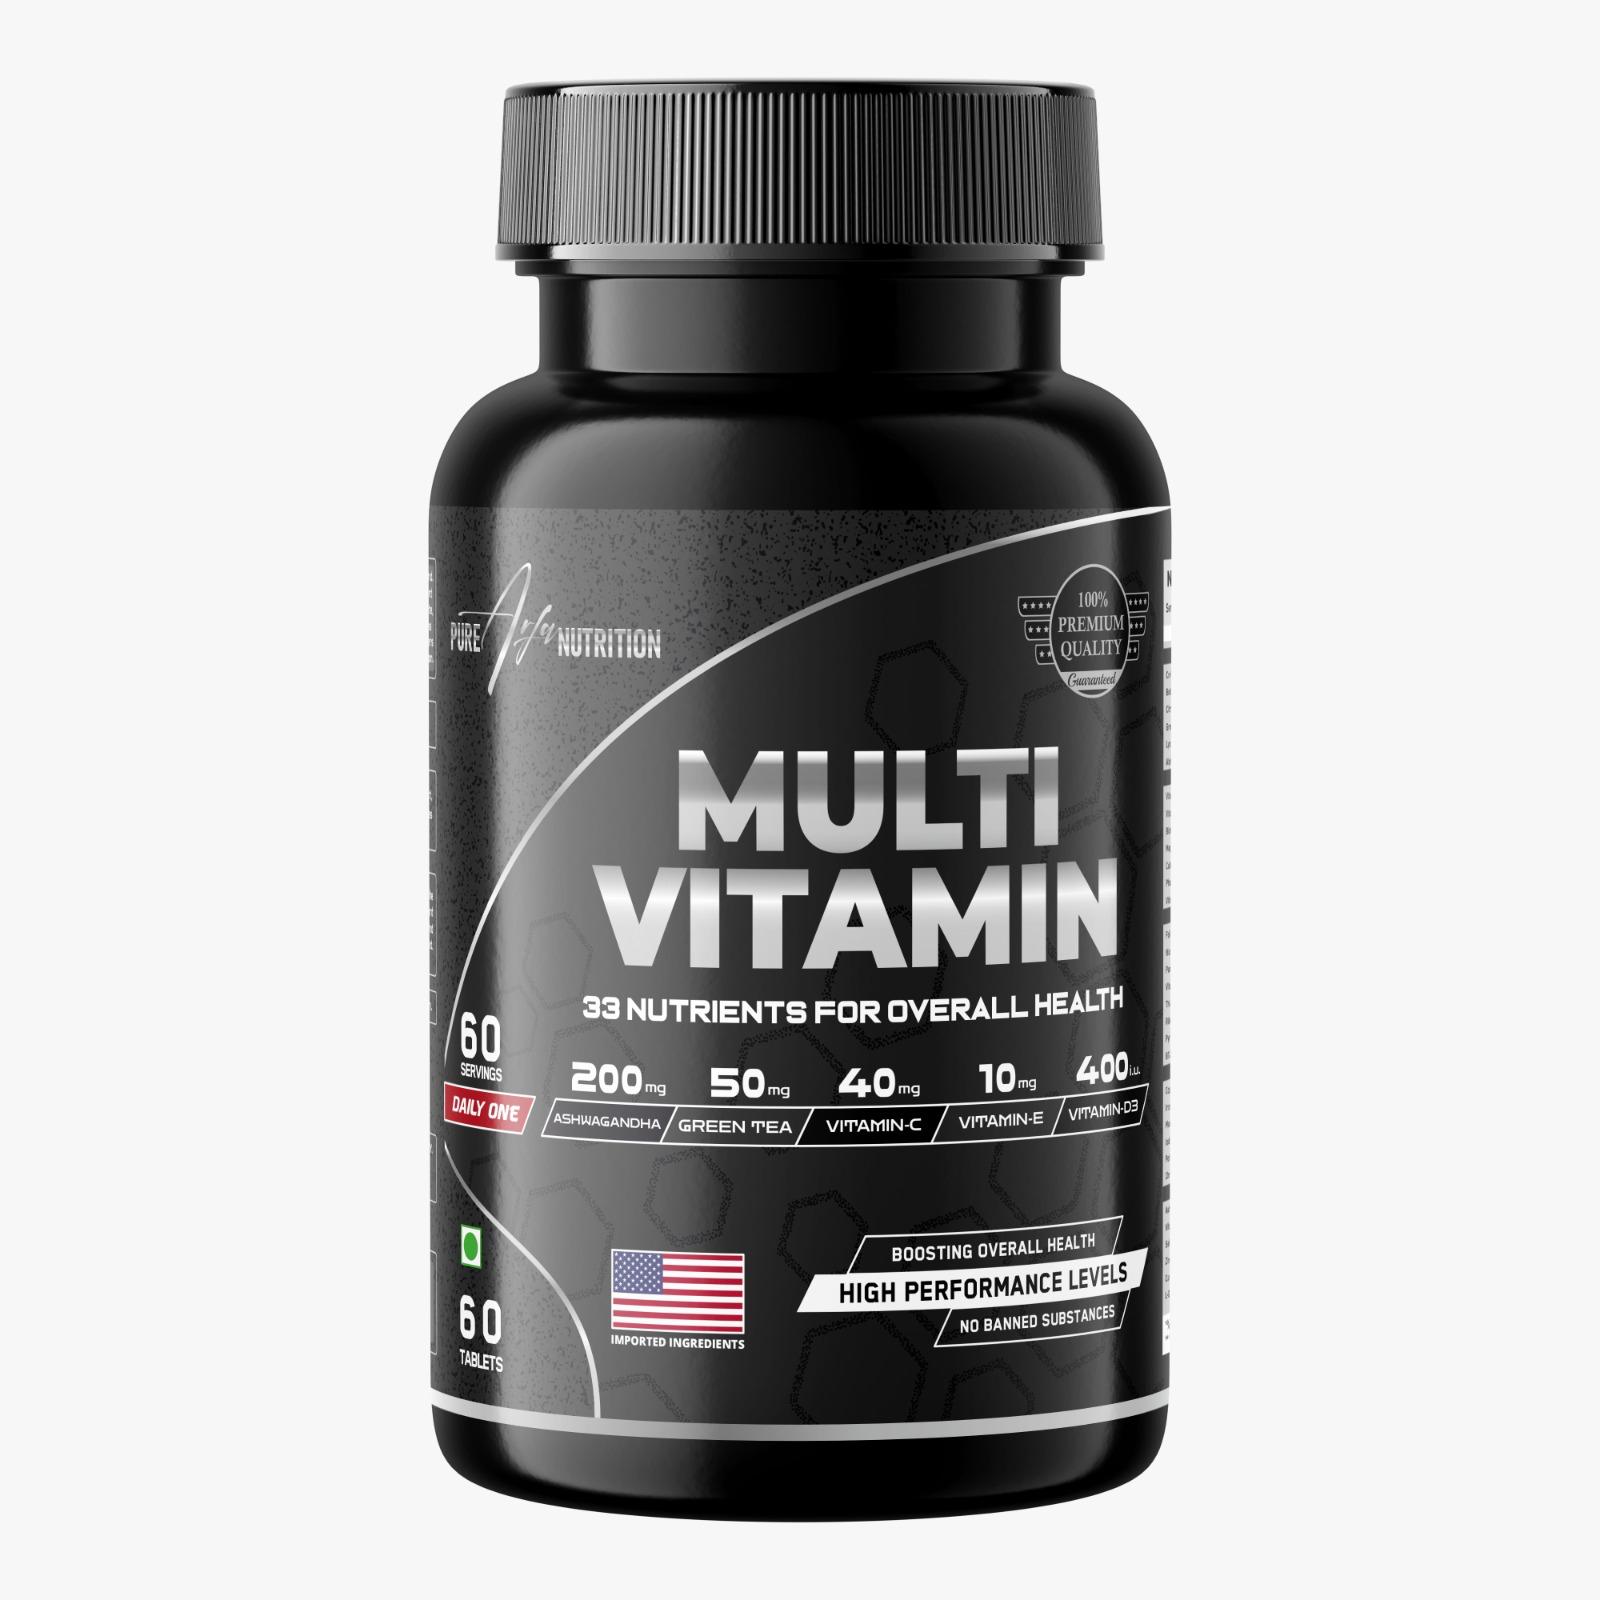 PURE Arfa NUTRITION
100%
PREMIUM
QUALITY
Guaranteed
MULTI
VITAMIN
33 NUTRIENTS FOR OVERALL HEALTH
60
SERVINGS
DAILY ONE
200mg
ASHWAGANDHA
50mg
GREEN TEA
40mg
VITAMIN-C
10mg
VITAMIN-E
400i.u.
VITAMIN-D3
60
TABLETS
IMPORTED INGREDIENTS
BOOSTING OVERALL HEALTH
HIGH PERFORMANCE LEVELS
NO BANNED SUBSTANCES